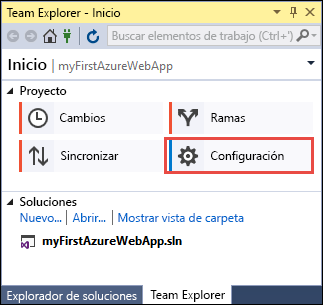 Team Explorer - Inicio
Buscar elementos de trabajo (Ctrl+')
Inicio | myFirstAzureWebApp
Proyecto
Cambios
Ramas
Sincronizar
Configuración
Soluciones
Nuevo... | Abrir... | Mostrar vista de carpeta
myFirstAzureWebApp.sln
Explorador de soluciones
Team Explorer